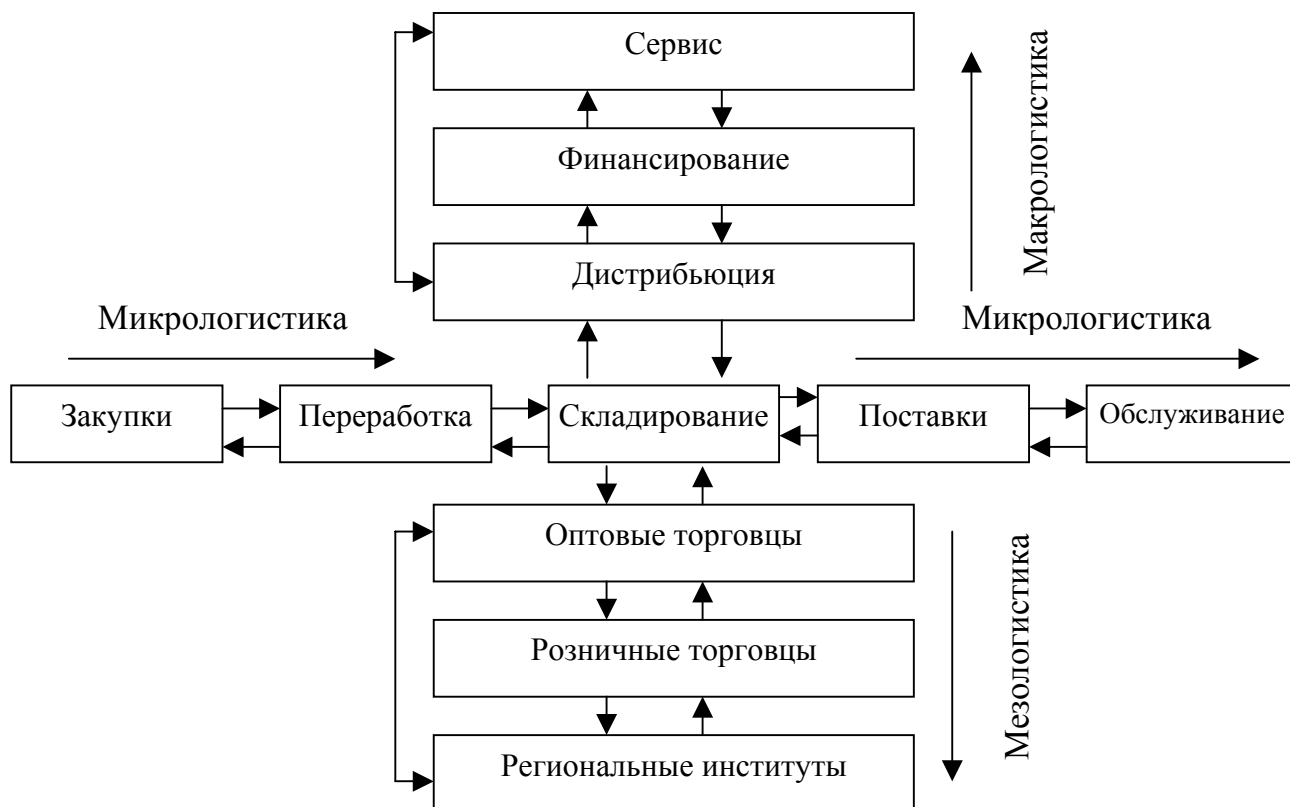 Сервис
Макрологистика
Финансирование
Дистрибьюция
Микрологистика
Микрологистика
Закупки
Переработка
Складирование
Поставки
Обслуживание
Оптовые торговцы
Мезологистика
Розничные торговцы
Региональные институты